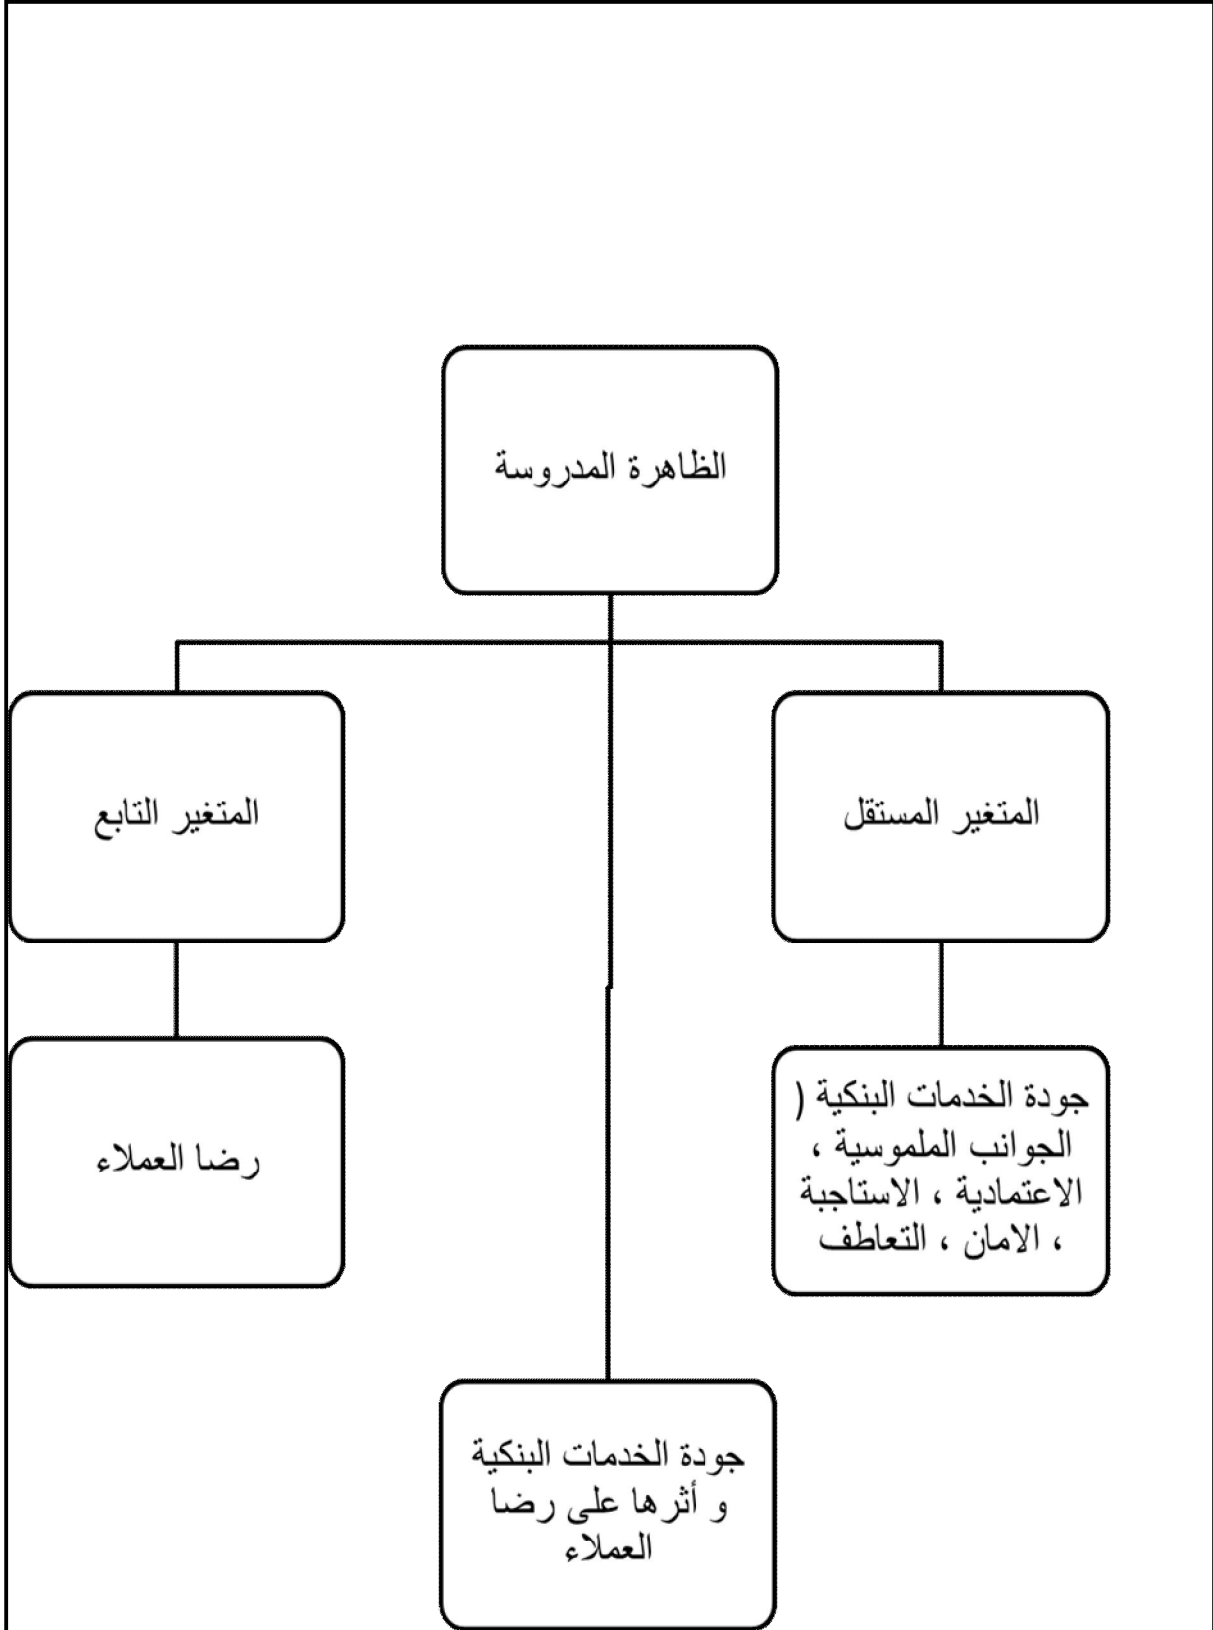 الظاهرة المدروسة
المتغير المستقل
المتغير التابع
جودة الخدمات البنكية (
الجوانب الملموسية ،
الاعتمادية ، الاستاجبة
، الامان ، التعاطف
رضا العملاء
جودة الخدمات البنكية
و أثرها على رضا
العملاء